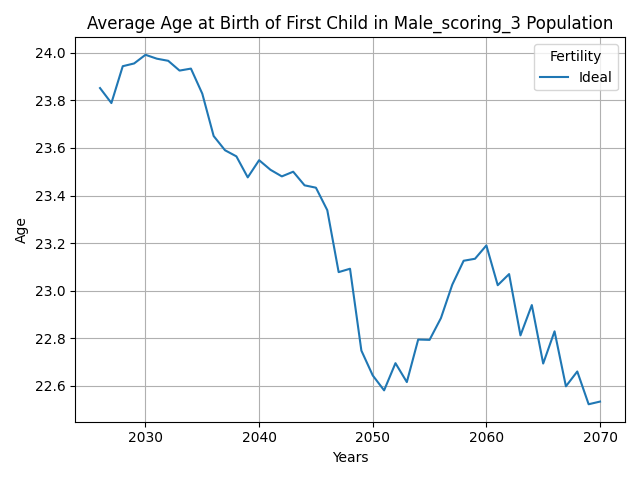 Average Age at Birth of First Child in Male_scoring_3 Population
Fertility
Ideal
24.0
23.8
23.6
23.4
23.2
23.0
22.8
22.6
Age
2030 2040 2050 2060 2070
Years